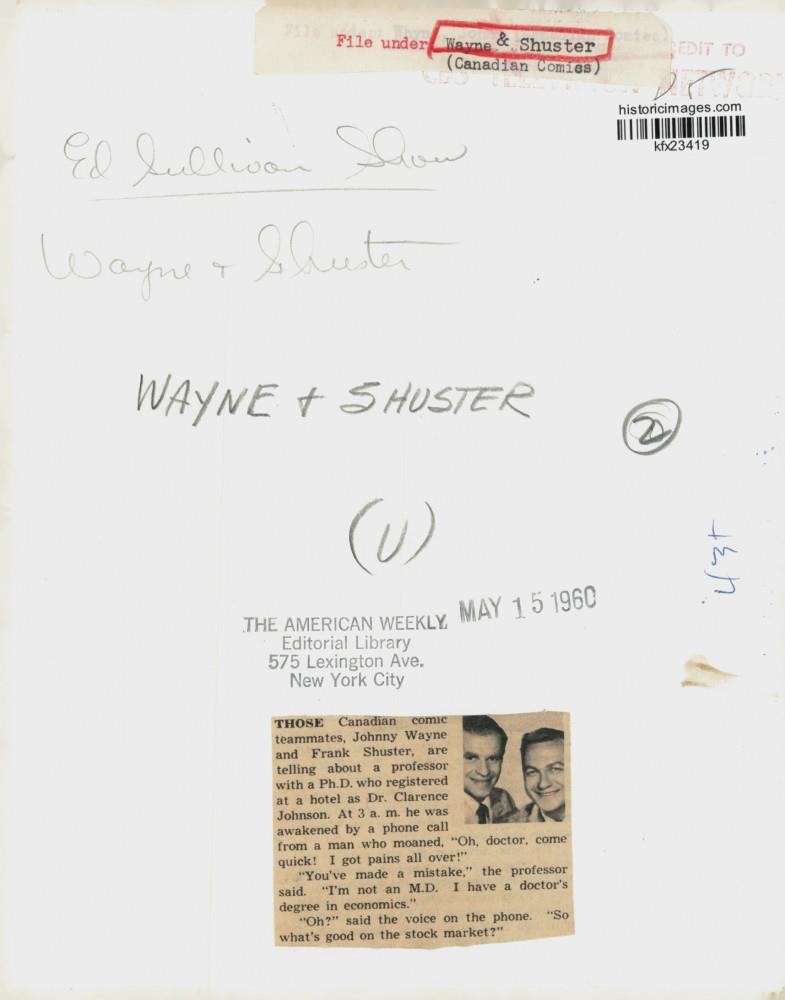 File under Wayne & Shuster
(Canadian Comics)
EDIT TO
historicimages.com
kfx23419
Ed Sullivan Show
Wayne + Shuster
WAYNE + SHUSTER
2
(U)
43+
THE AMERICAN WEEKLY, MAY 15 1960
Editorial Library
575 Lexington Ave.
New York City
THOSE Canadian comic
teammates, Johnny Wayne
and Frank Shuster, are
telling about a professor
with a Ph.D. who registered
at a hotel as Dr. Clarence
Johnson. At 3 a. m. he was
awakened by a phone call
from a man who moaned, "Oh, doctor, come
quick! I got pains all over!"
"You've made a mistake," the professor
said. "I'm not an M.D. I have a doctor's
degree in economics."
"Oh?" said the voice on the phone. "So
what's good on the stock market?"